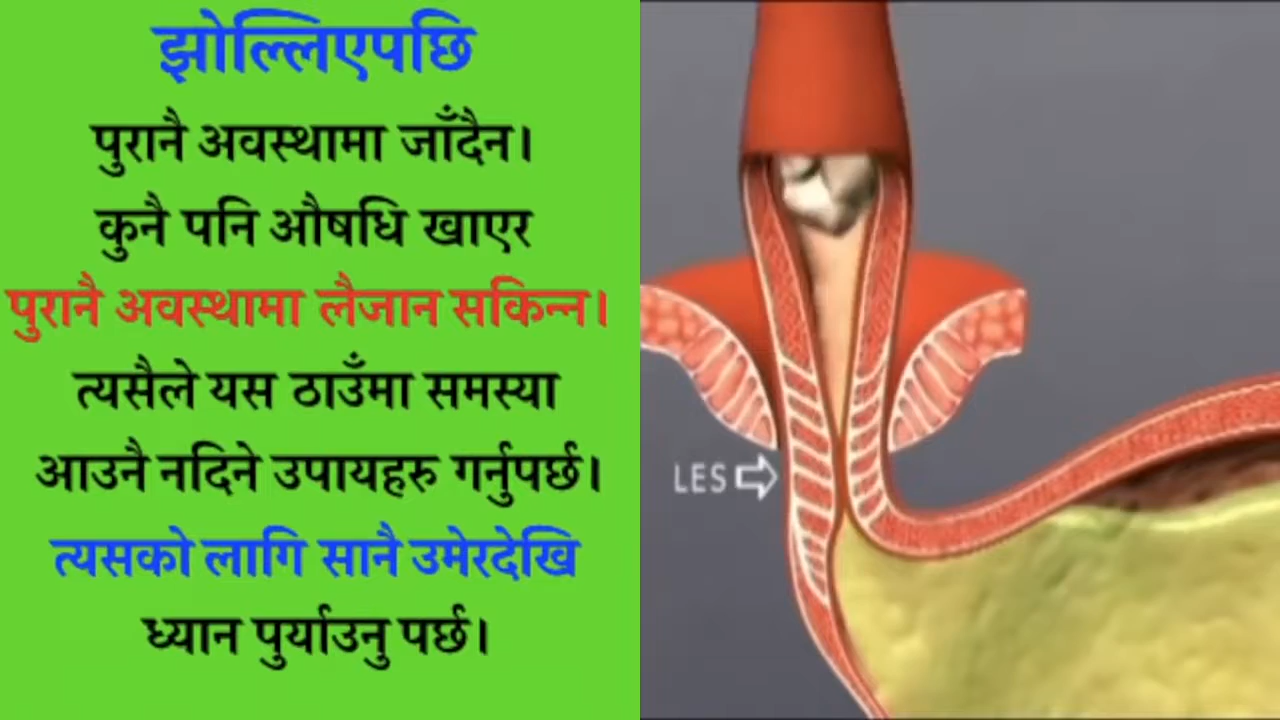 झोल्लिएपछि
पुरानै अवस्थामा जाँदैन।
कुनै पनि औषधि खाएर
पुरानै अवस्थामा लैजान सकिन्न।
त्यसैले यस ठाउँमा समस्या
आउनै नदिने उपायहरु गर्नुपर्छ।
त्यसको लागि सानै उमेरदेखि
ध्यान पुर्याउनु पर्छ।
LES